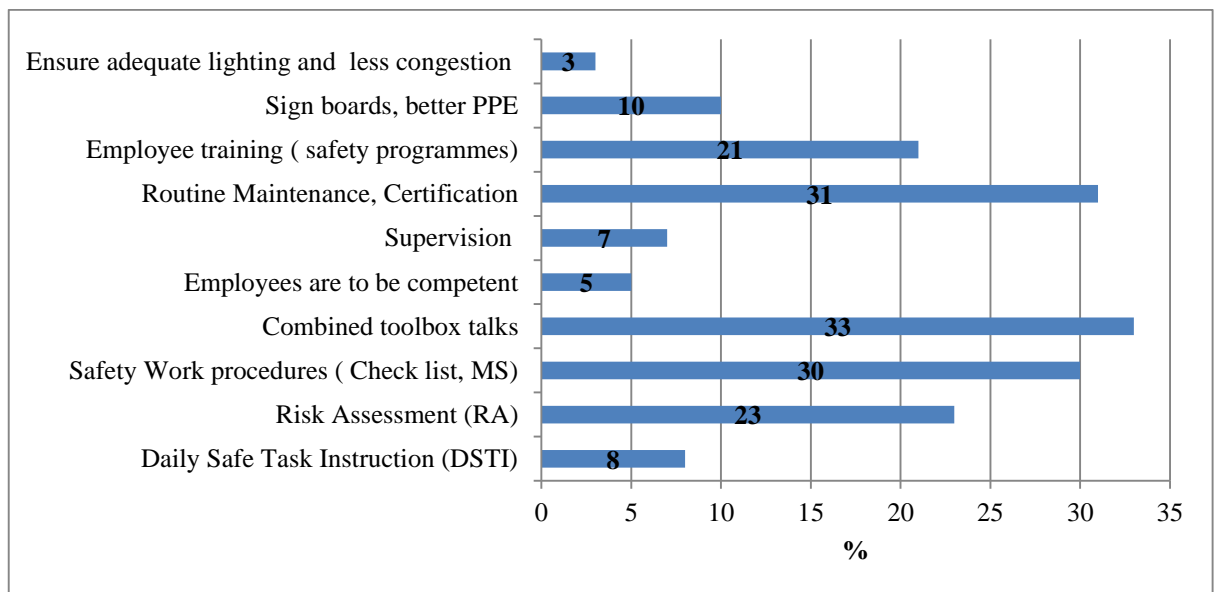 Ensure adequate lighting and  less congestion
3
Sign boards, better PPE
10
Employee training ( safety programmes)
21
Routine Maintenance, Certification
31
Supervision
7
Employees are to be competent
5
Combined toolbox talks
33
Safety Work procedures ( Check list, MS)
30
Risk Assessment (RA)
23
Daily Safe Task Instruction (DSTI)
8
0 5 10 15 20 25 30 35
%